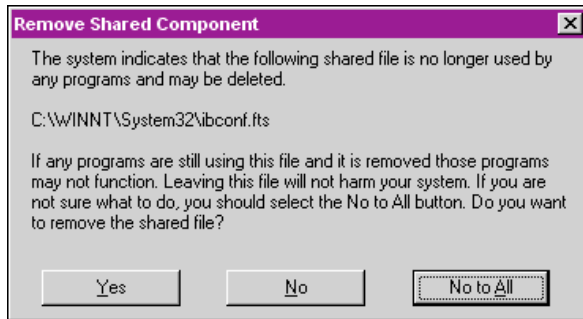 Remove Shared Component
The system indicates that the following shared file is no longer used by
any programs and may be deleted.
C:\WINNT\System32\ibconf.fts
If any programs are still using this file and it is removed those programs
may not function. Leaving this file will not harm your system. If you are
not sure what to do, you should select the No to All button. Do you want
to remove the shared file?
Yes
No
No to All